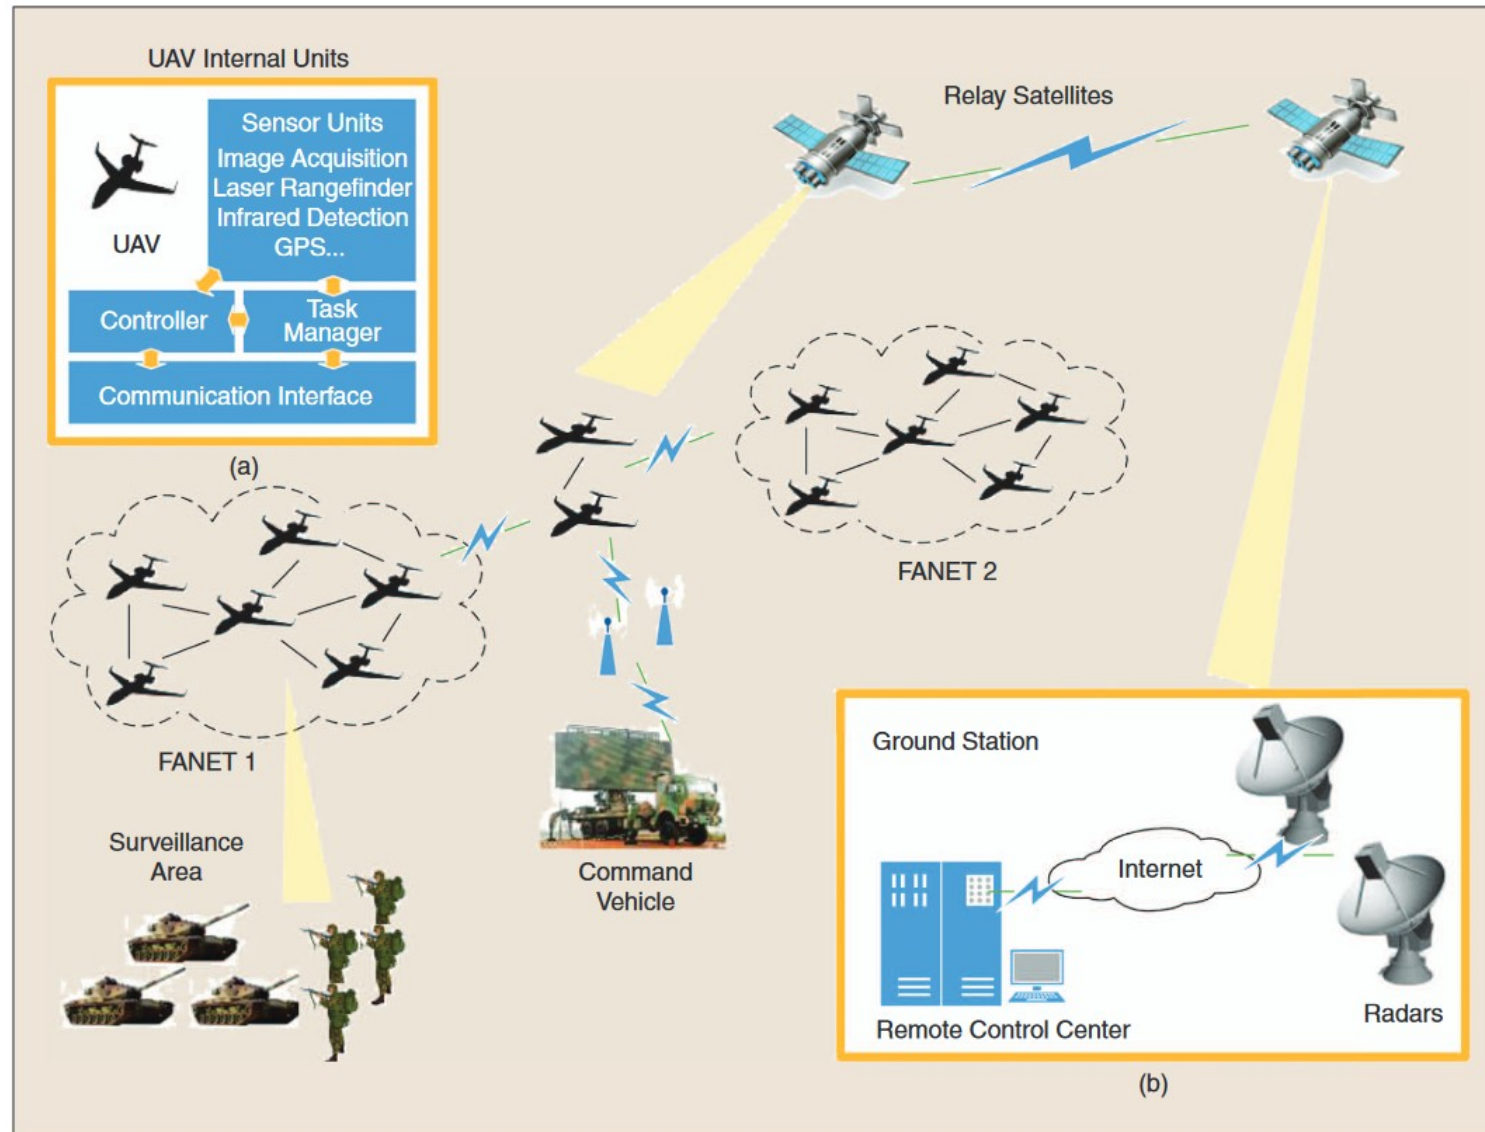 UAV Internal Units
UAV
Sensor Units
Image Acquisition
Laser Rangefinder
Infrared Detection
GPS...
Controller
Task
Manager
Communication Interface
(a)
Relay Satellites
FANET 1
FANET 2
Surveillance
Area
Command
Vehicle
Ground Station
Internet
Remote Control Center
Radars
(b)